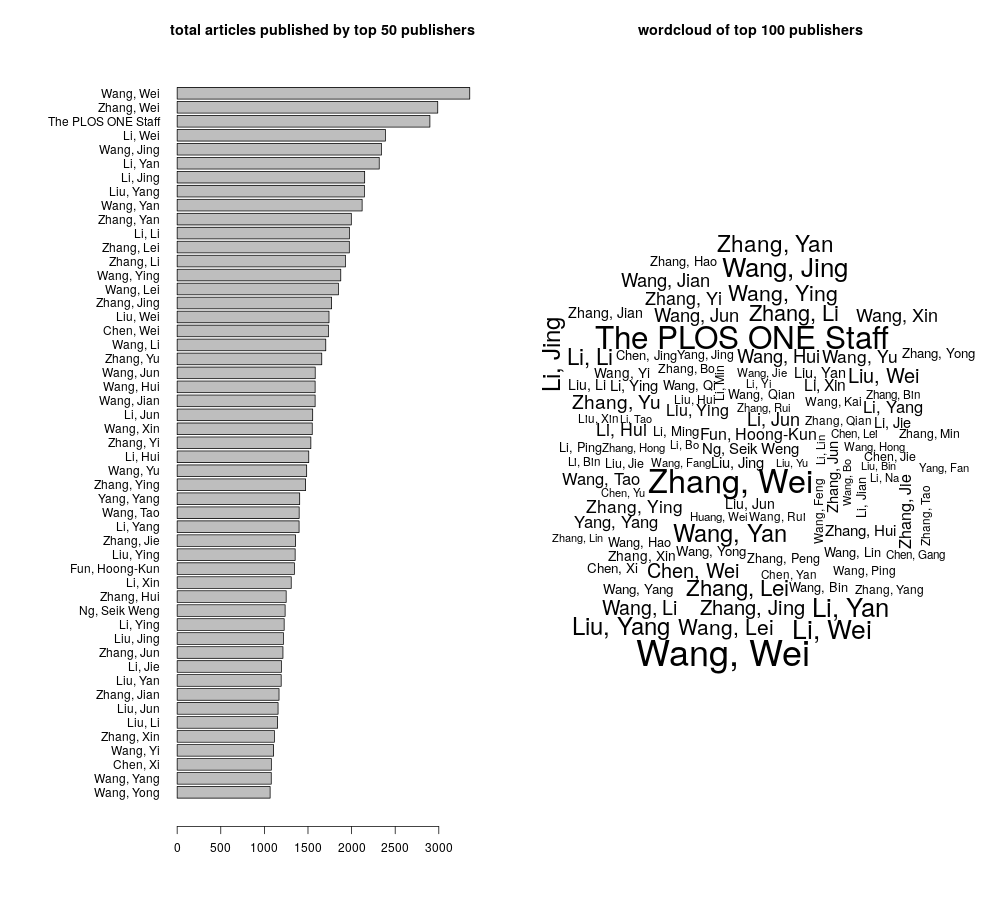 total articles published by top 50 publishers
Wang, Wei
Zhang, Wei
The PLOS ONE Staff
Li, Wei
Wang, Jing
Li, Yan
Li, Jing
Liu, Yang
Wang, Yan
Zhang, Yan
Li, Li
Zhang, Lei
Zhang, Li
Wang, Ying
Wang, Lei
Zhang, Jing
Liu, Wei
Chen, Wei
Wang, Li
Zhang, Yu
Wang, Jun
Wang, Hui
Wang, Jian
Li, Jun
Wang, Xin
Zhang, Yi
Li, Hui
Wang, Yu
Zhang, Ying
Yang, Yang
Wang, Tao
Li, Yang
Zhang, Jie
Liu, Ying
Fun, Hoong-Kun
Li, Xin
Zhang, Hui
Ng, Seik Weng
Li, Ying
Liu, Jing
Zhang, Jun
Li, Jie
Liu, Yan
Zhang, Jian
Liu, Jun
Liu, Li
Zhang, Xin
Wang, Yi
Chen, Xi
Wang, Yang
Wang, Yong
0 500 1000 1500 2000 2500 3000
wordcloud of top 100 publishers
Zhang, Yan
Zhang, Hao
Wang, Jing
Wang, Jian
Zhang, Yi
Wang, Ying
Zhang, Jian
Wang, Jun
Zhang, Li
Wang, Xin
Li, Jing
The PLOS ONE Staff
Li, Li
Chen, Jing
Yang, Jing
Wang, Hui
Wang, Yu
Zhang, Yong
Wang, Yi
Zhang, Bo
Li, Min
Wang, Jie
Liu, Yan
Liu, Wei
Liu, Li
Li, Ying
Wang, Qi
Li, Yi
Li, Xin
Wang, Qian
Zhang, Bin
Zhang, Yu
Liu, Hui
Wang, Kai
Liu, Ying
Zhang, Rui
Li, Yang
Liu, Xin
Li, Tao
Li, Jun
Zhang, Qian
Li, Jie
Li, Hui
Li, Ming
Fun, Hoong-Kun
Chen, Lei
Zhang, Min
Li, Ping
Zhang, Hong
Li, Bo
Ng, Seik Weng
Li, Lin
Zhang, Jun
Wang, Hong
Chen, Jie
Li, Bin
Liu, Jie
Wang, Fang
Liu, Jing
Liu, Yu
Wang, Bo
Liu, Bin
Yang, Fan
Wang, Tao
Zhang, Wei
Li, Na
Li, Jian
Chen, Yu
Zhang, Jie
Zhang, Tao
Wang, Feng
Zhang, Ying
Liu, Jun
Yang, Yang
Huang, Wei
Wang, Rui
Wang, Yan
Zhang, Hui
Zhang, Lin
Wang, Hao
Zhang, Xin
Wang, Yong
Zhang, Peng
Wang, Lin
Chen, Gang
Chen, Xi
Chen, Wei
Chen, Yan
Wang, Ping
Wang, Yang
Zhang, Lei
Wang, Bin
Zhang, Yang
Wang, Li
Zhang, Jing
Li, Yan
Liu, Yang
Wang, Lei
Li, Wei
Wang, Wei